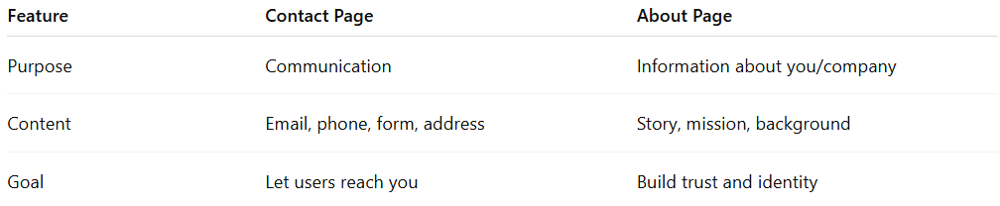 Feature Contact Page About Page
Purpose Communication Information about you/company
Content Email, phone, form, address Story, mission, background
Goal Let users reach you Build trust and identity